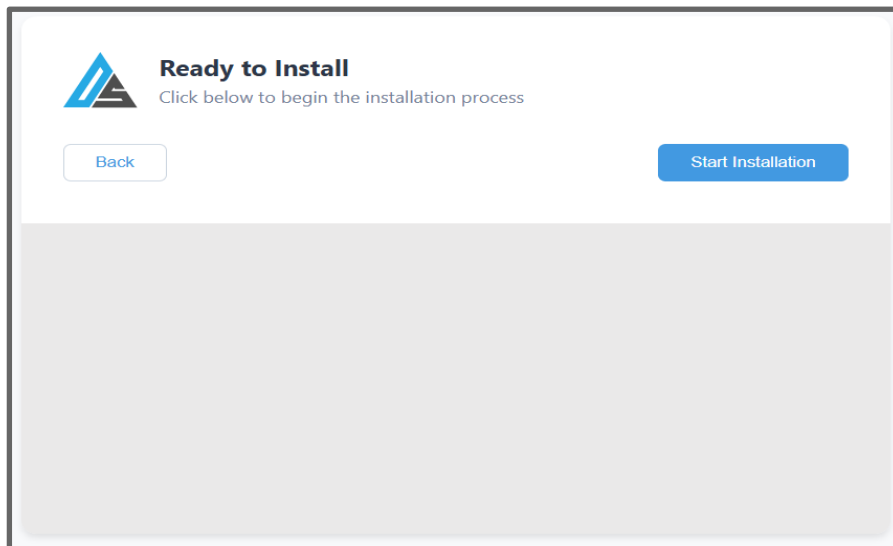 Ready to Install
Click below to begin the installation process
Back
Start Installation